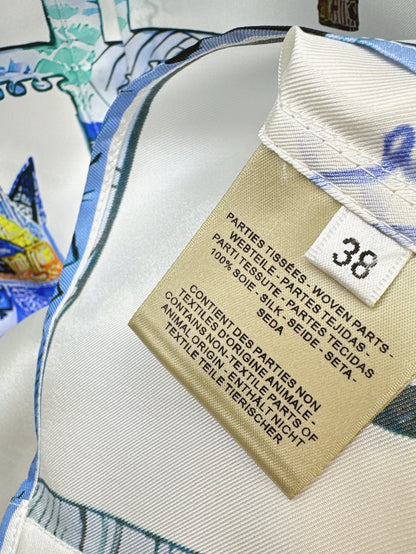 38
PARTIES TISSÉES - WOVEN PARTS -
WEBTEILE - PARTES TEJIDAS -
PARTI TESSUTE - PARTES TECIDAS
100% SOIE - SILK - SEIDE - SETA -
SEDA
CONTIENT DES PARTIES NON
TEXTILES D'ORIGINE ANIMALE -
CONTAINS NON-TEXTILE PARTS OF
ANIMAL ORIGIN - ENTHÄLT NICHT
TEXTILE TEILE TIERISCHER